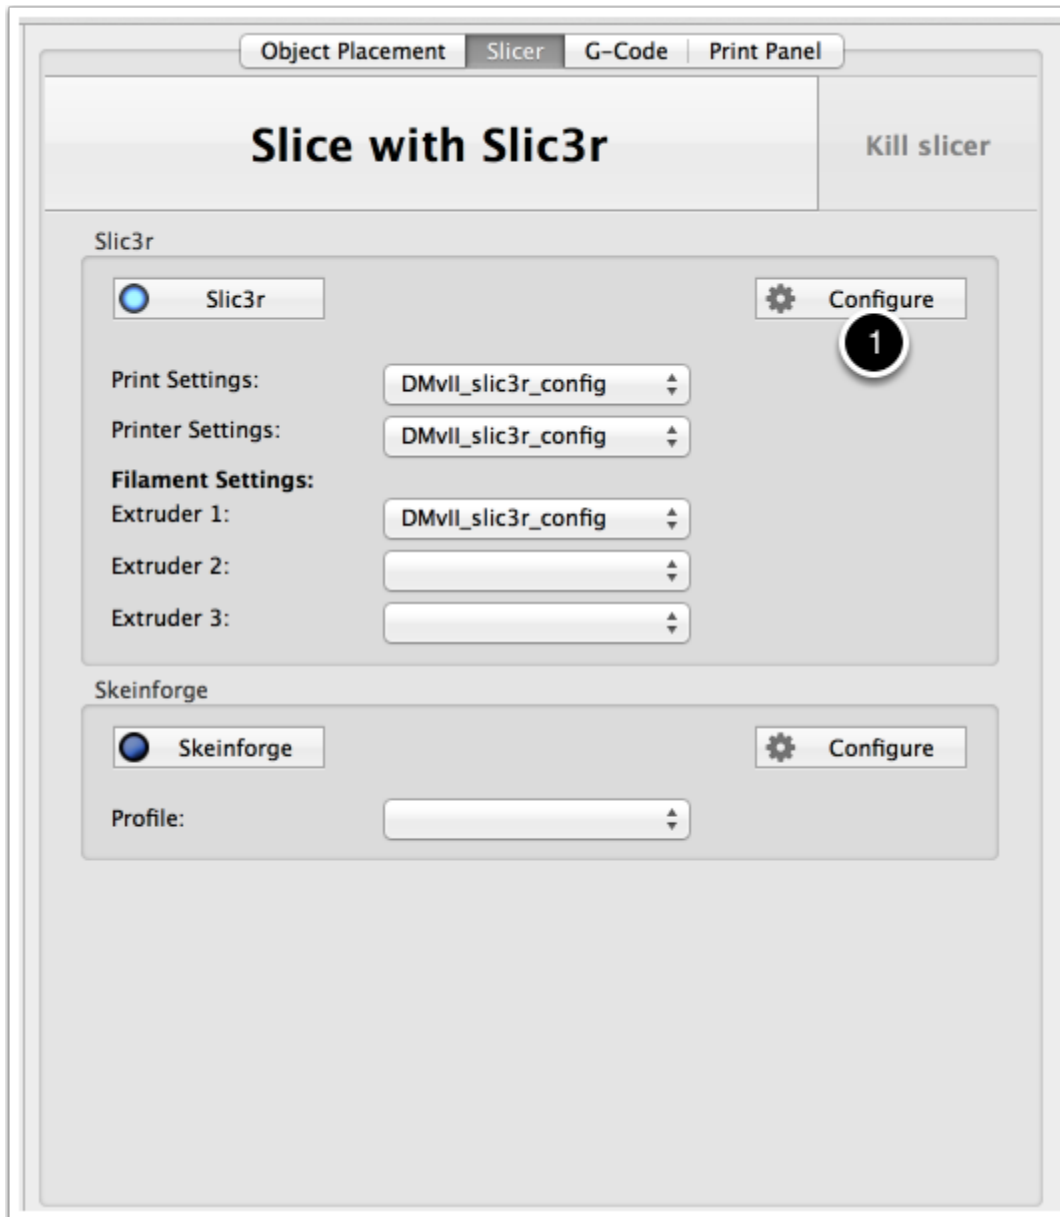 Object Placement Slicer G-Code Print Panel
Slice with Slic3r Kill slicer
Slic3r
Slic3r Configure
1
Print Settings: DMvII_slic3r_config
Printer Settings: DMvII_slic3r_config
Filament Settings:
Extruder 1: DMvII_slic3r_config
Extruder 2:
Extruder 3:
Skeinforge
Skeinforge Configure
Profile: